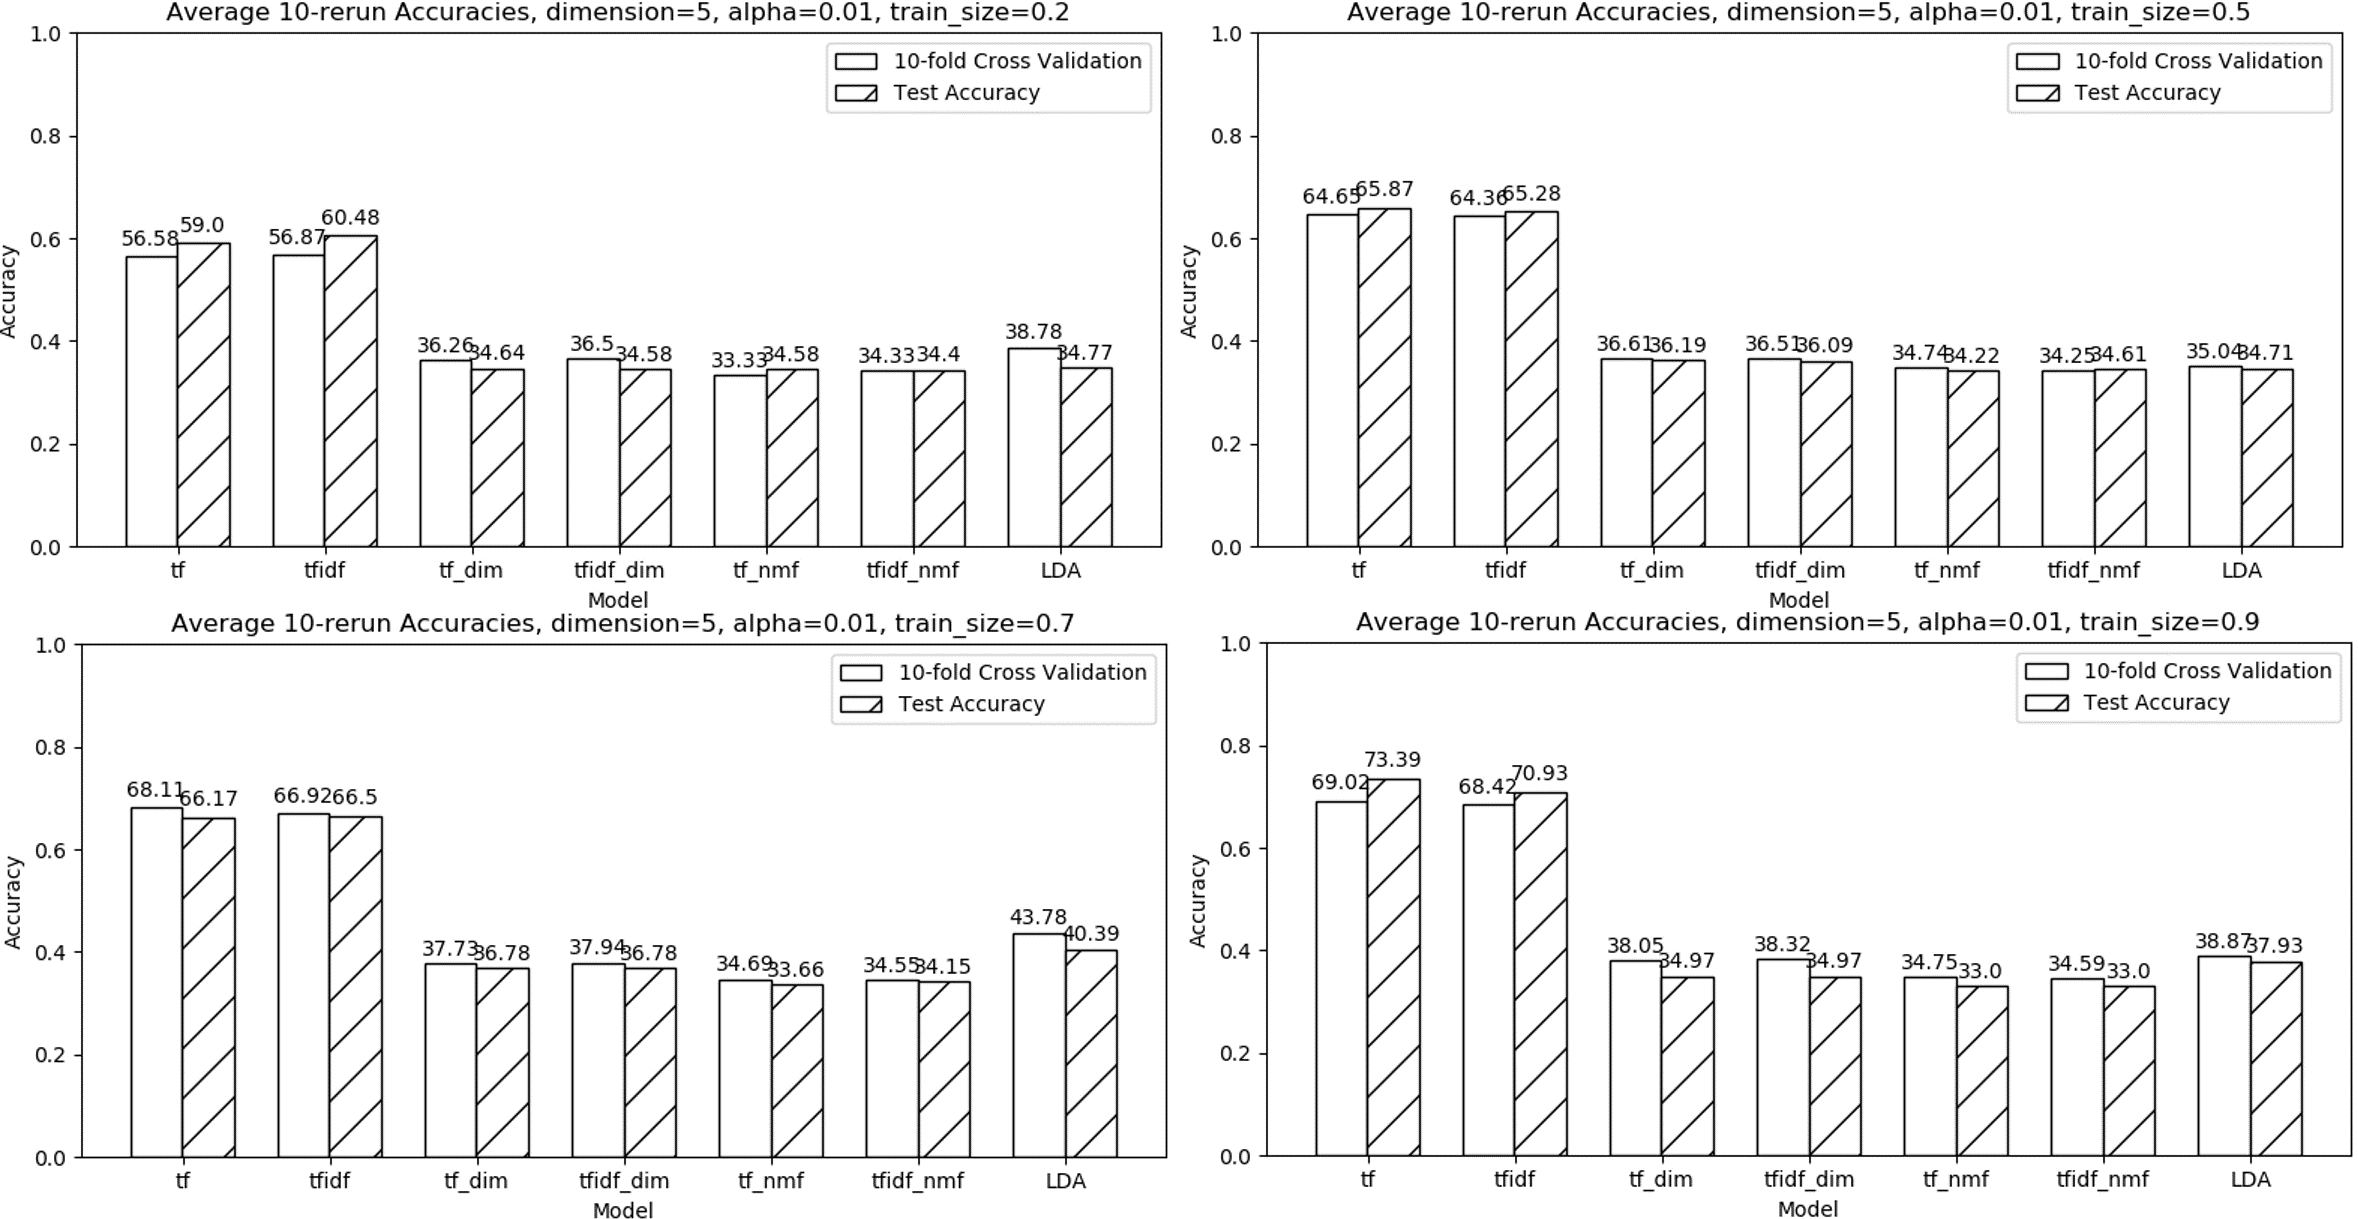 Average 10-rerun Accuracies, dimension=5, alpha=0.01, train_size=0.2
1.0
0.8
0.6
0.4
0.2
0.0
Accuracy
10-fold Cross Validation
Test Accuracy
56.58 59.0 56.87 60.48 36.26 34.64 36.5 34.58 33.33 34.58 34.33 34.4 38.78 34.77
tf tfidf tf_dim tfidf_dim tf_nmf tfidf_nmf LDA
Model
Average 10-rerun Accuracies, dimension=5, alpha=0.01, train_size=0.5
1.0
0.8
0.6
0.4
0.2
0.0
Accuracy
10-fold Cross Validation
Test Accuracy
64.65 65.87 64.36 65.28 36.61 36.19 36.51 36.09 34.74 34.22 34.25 34.61 35.04 34.71
tf tfidf tf_dim tfidf_dim tf_nmf tfidf_nmf LDA
Model
Average 10-rerun Accuracies, dimension=5, alpha=0.01, train_size=0.7
1.0
0.8
0.6
0.4
0.2
0.0
Accuracy
10-fold Cross Validation
Test Accuracy
68.11 66.17 66.92 66.5 37.73 36.78 37.94 36.78 34.69 33.66 34.55 34.15 43.78 40.39
tf tfidf tf_dim tfidf_dim tf_nmf tfidf_nmf LDA
Model
Average 10-rerun Accuracies, dimension=5, alpha=0.01, train_size=0.9
1.0
0.8
0.6
0.4
0.2
0.0
Accuracy
10-fold Cross Validation
Test Accuracy
69.02 73.39 68.42 70.93 38.05 34.97 38.32 34.97 34.75 33.0 34.59 33.0 38.87 37.93
tf tfidf tf_dim tfidf_dim tf_nmf tfidf_nmf LDA
Model